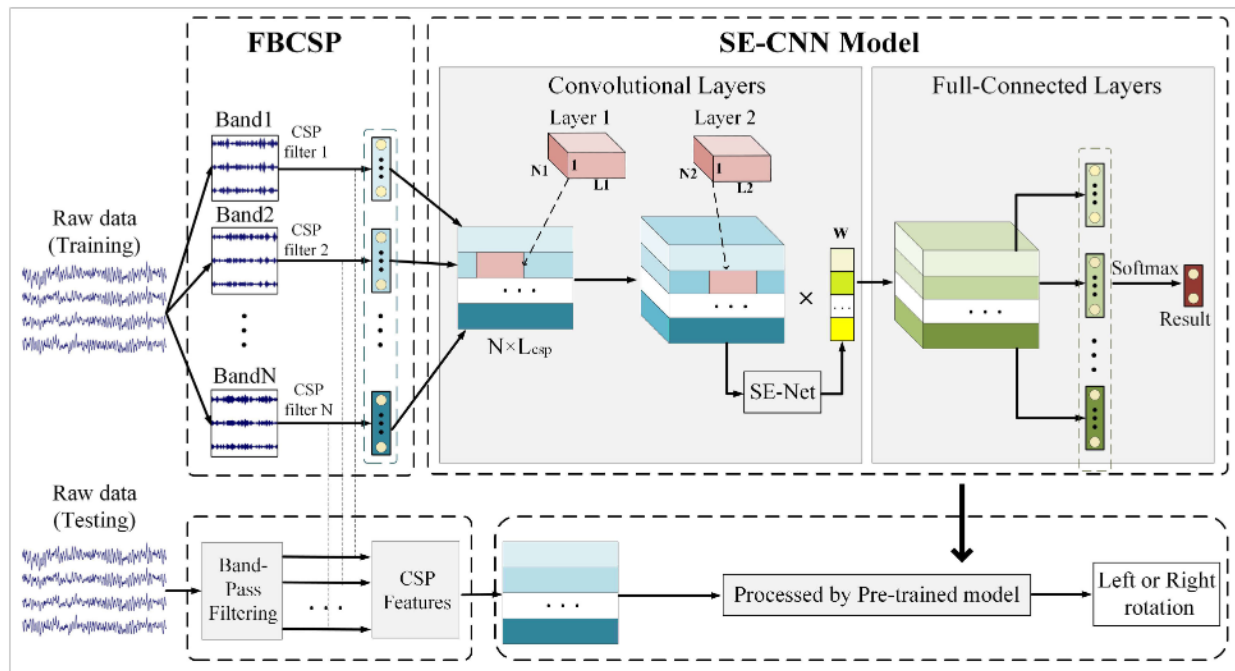 FBCSP
SE-CNN Model
Convolutional Layers
Full-Connected Layers
Layer 1
Layer 2
Band1
CSP
filter 1
N1
1
L1
N2
1
L2
Raw data
(Training)
Band2
CSP
filter 2
W
Softmax
Result
. . .
. . .
×
. . .
. . .
N×Lcsp
SE-Net
BandN
CSP
filter N
Raw data
(Testing)
Band-
Pass
Filtering
. . .
CSP
Features
. . .
Processed by Pre-trained model
Left or Right
rotation